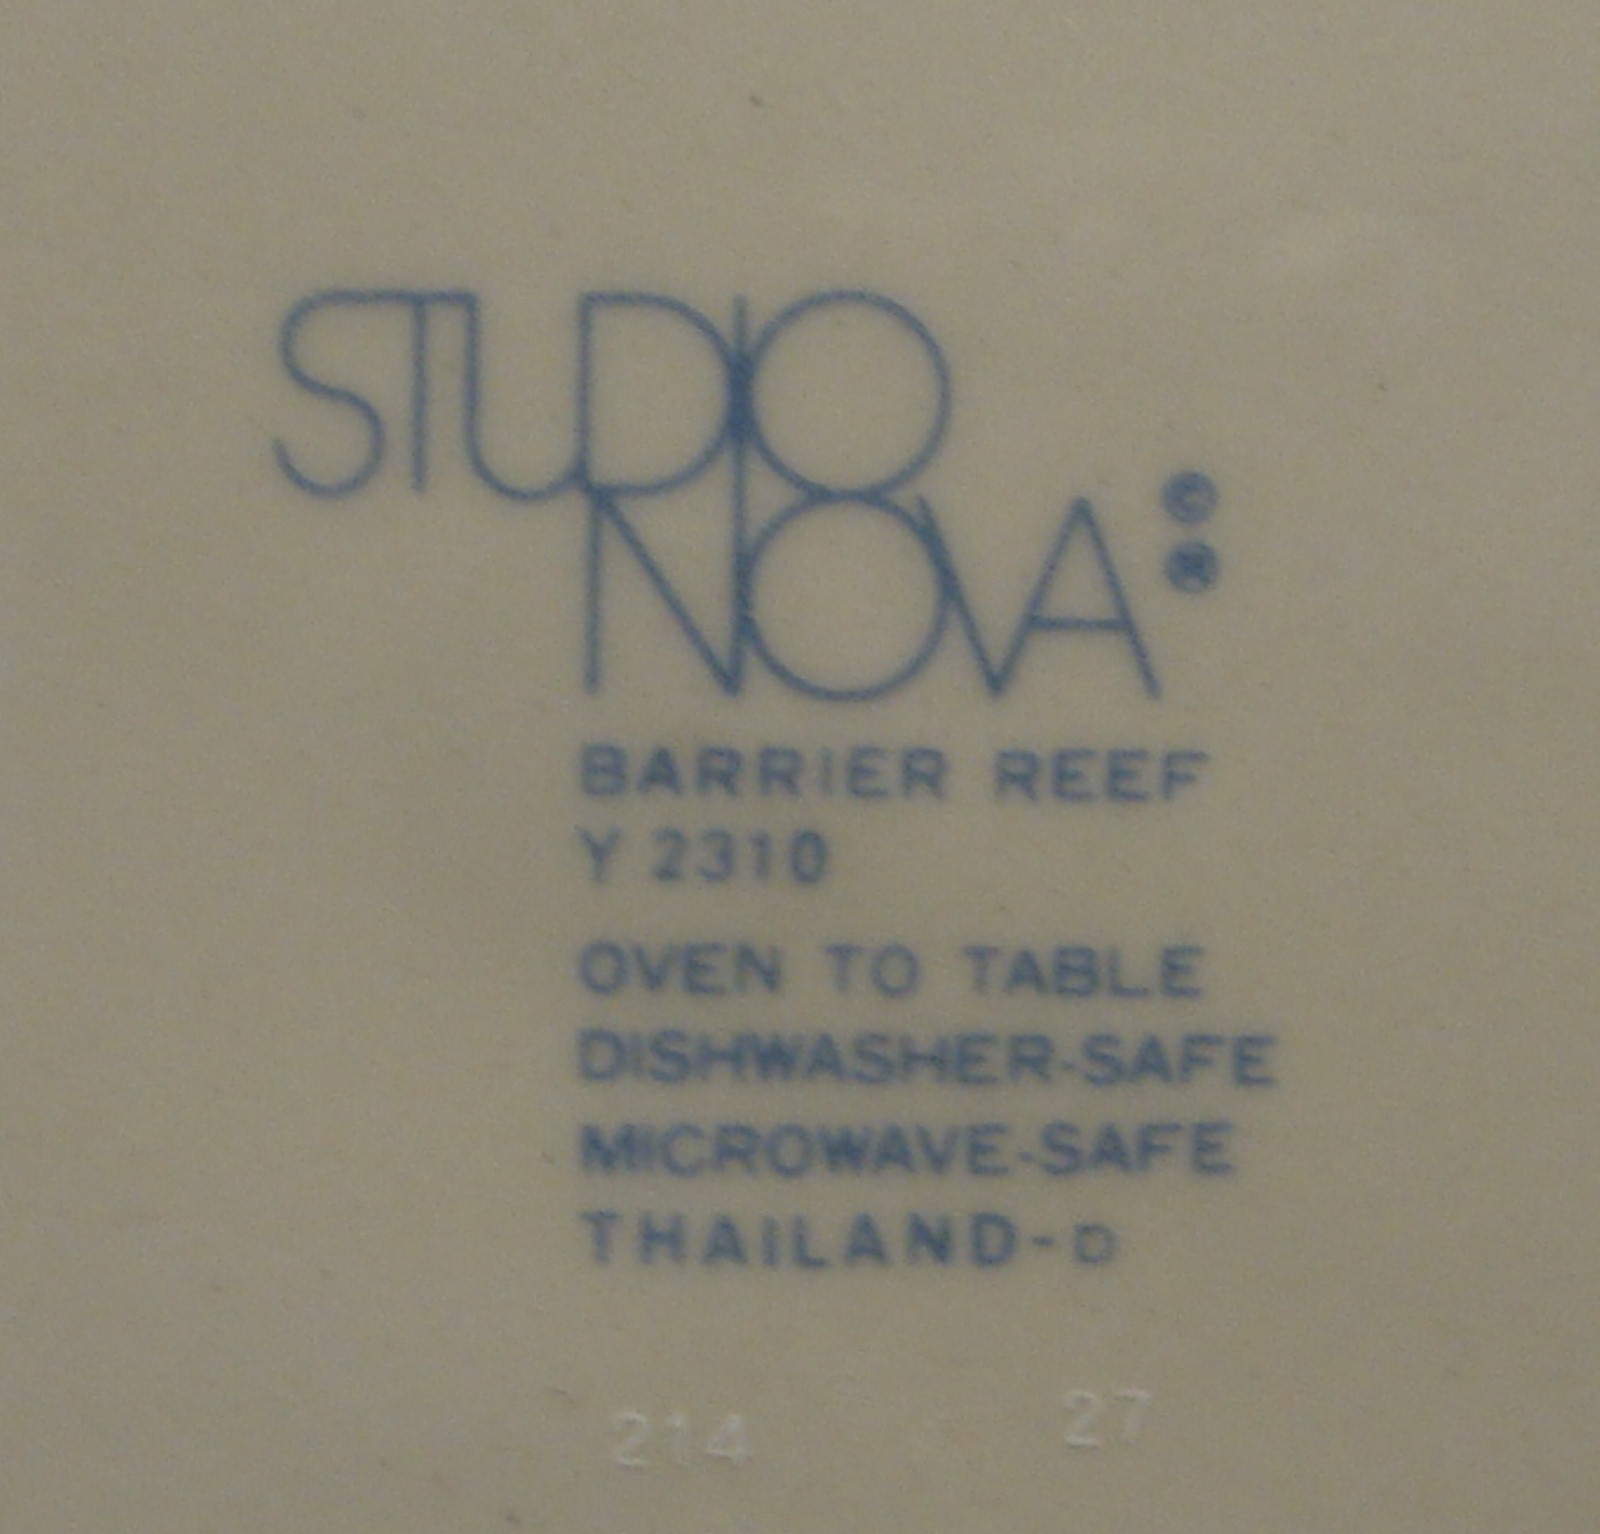 STUDIO
NOVA © ®
BARRIER REEF
Y 2310
OVEN TO TABLE
DISHWASHER-SAFE
MICROWAVE-SAFE
THAILAND-D
214 27